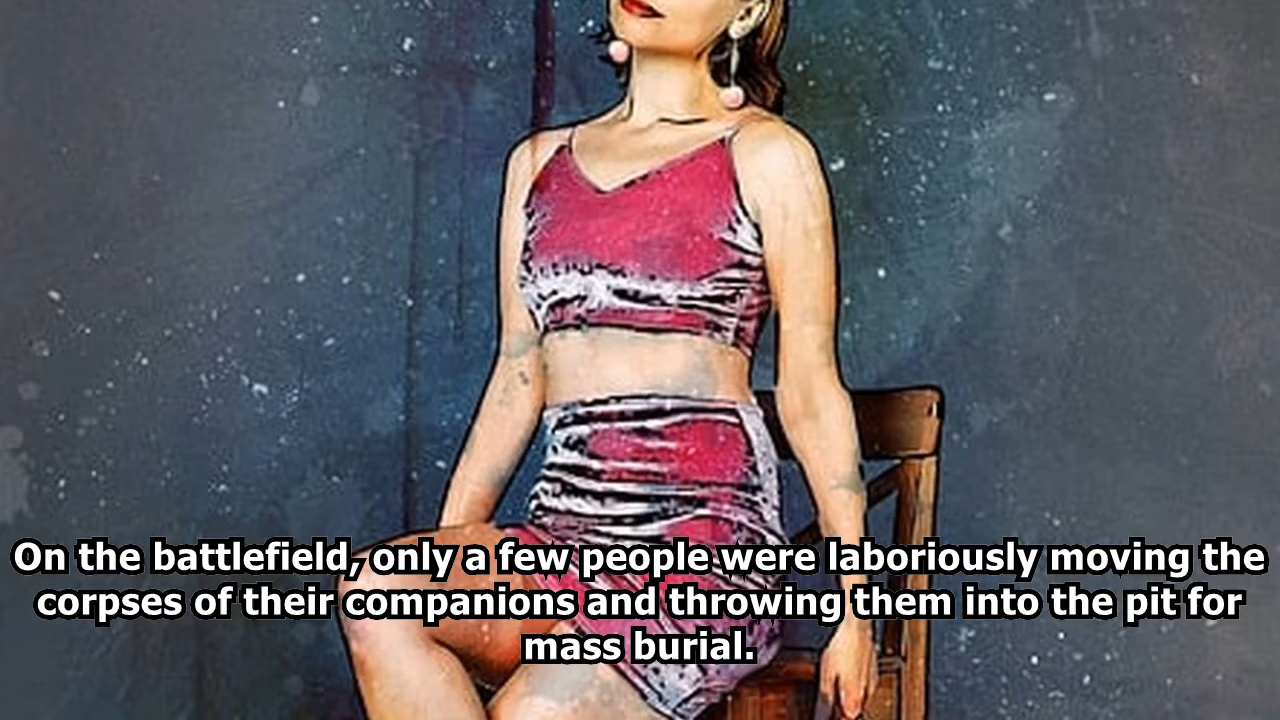 On the battlefield, only a few people were laboriously moving the
corpses of their companions and throwing them into the pit for
mass burial.